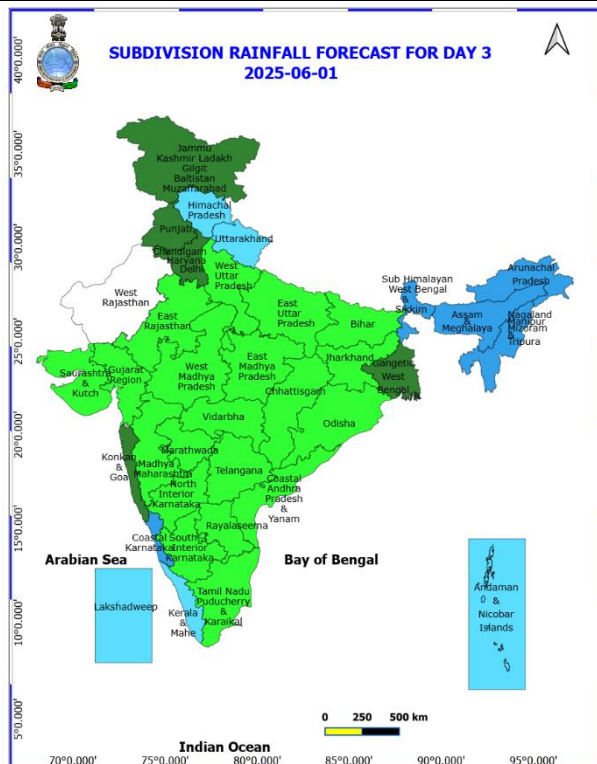 SUBDIVISION RAINFALL FORECAST FOR DAY 3
2025-06-01
40°0.000'
35°0.000'
30°0.000'
25°0.000'
20°0.000'
15°0.000'
10°0.000'
5°0.000'
Jammu
Kashmir Ladakh
Gilgit
Baltistan
Muzaffarabad
Himachal
Pradesh
Punjab
Uttarakhand
Chandigarh
Haryana
Delhi
West
Uttar
Pradesh
West
Rajasthan
East
Rajasthan
East
Uttar
Pradesh
Bihar
Sub Himalayan
West Bengal
&
Sikkim
Arunachal
Pradesh
Assam
&
Meghalaya
Nagaland
Manipur
Mizoram
&
Tripura
Saurashtra
&
Kutch
Gujarat
Region
West
Madhya
Pradesh
East
Madhya
Pradesh
Jharkhand
Gangetic
West
Bengal
Chhattisgarh
Vidarbha
Odisha
Konkan
&
Goa
Marathwada
Madhya
Maharashtra
Telangana
North
Interior
Karnataka
Coastal
Andhra
Pradesh
&
Yanam
Rayalaseema
Coastal
Karnataka
South
Interior
Karnataka
Arabian Sea
Bay of Bengal
Lakshadweep
Kerala
&
Mahe
Tamil Nadu
Puducherry
&
Karaikal
Andaman
&
Nicobar
Islands
0 250 500 km
Indian Ocean
70°0.000' 75°0.000' 80°0.000' 85°0.000' 90°0.000' 95°0.000'